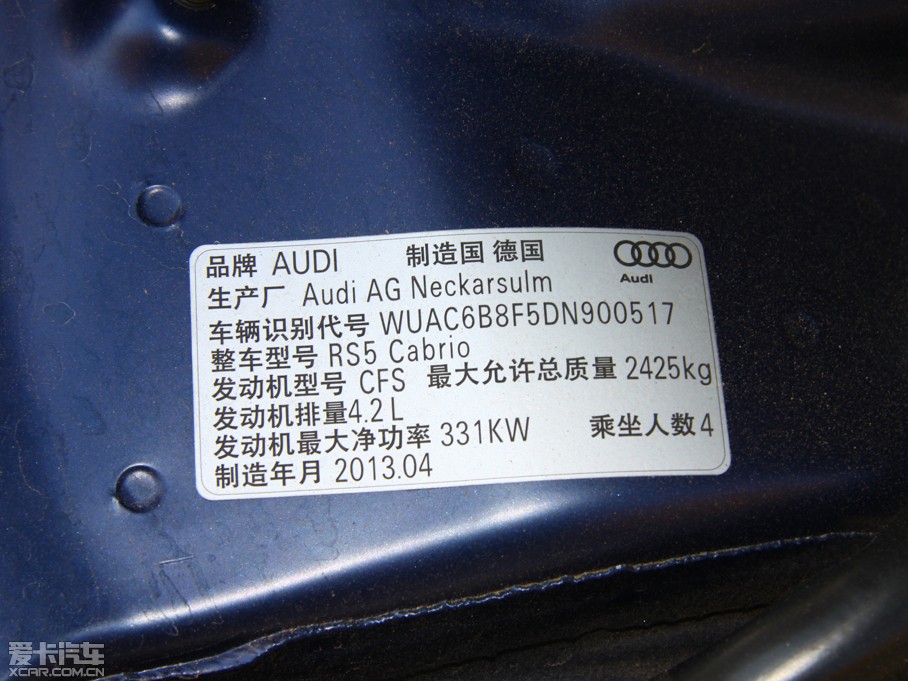 品牌 AUDI 制造国 德国
Audi
生产厂 Audi AG Neckarsulm
车辆识别代号 WUAC6B8F5DN900517
整车型号 RS5 Cabrio
发动机型号 CFS 最大允许总质量 2425kg
发动机排量4.2L
发动机最大净功率 331KW 乘坐人数4
制造年月 2013.04
爱卡汽车
XCAR.COM.CN